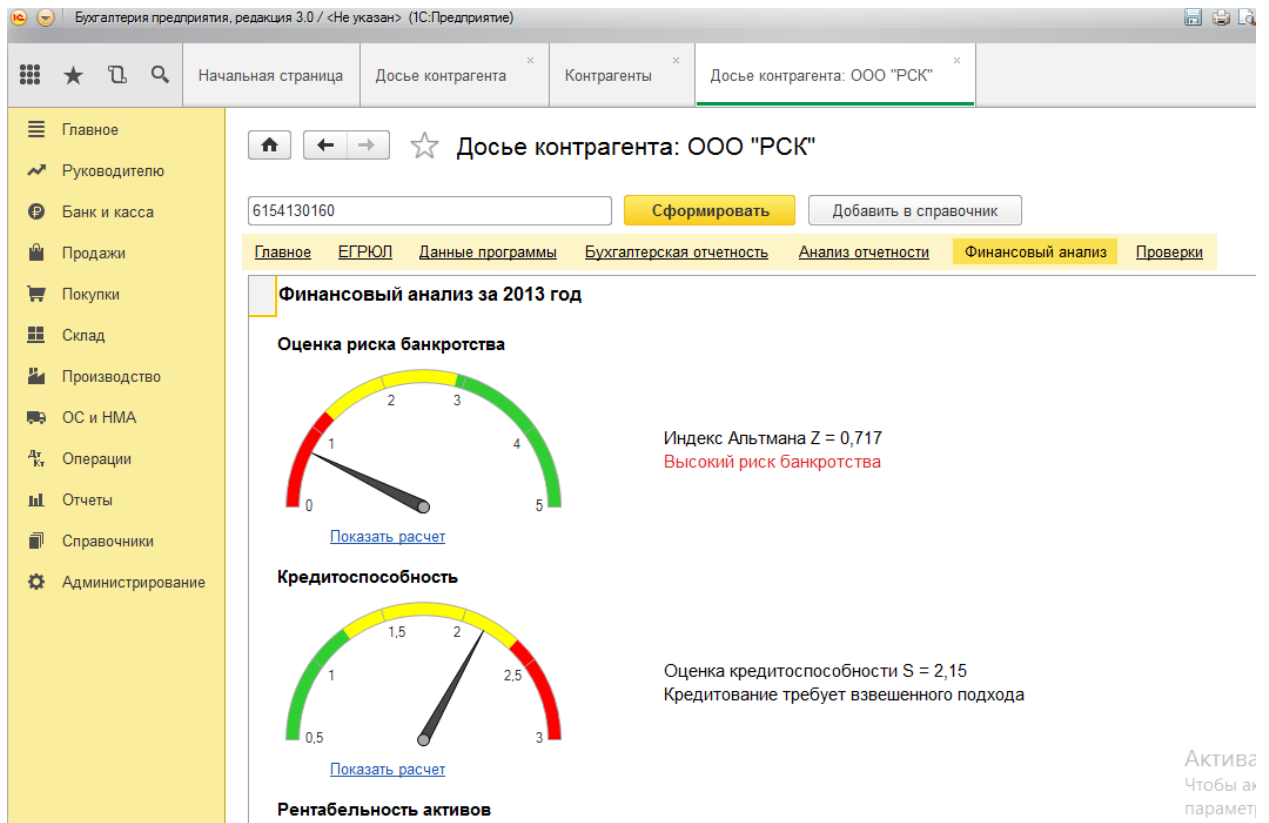 Бухгалтерия предприятия, редакция 3.0 / <Не указан> (1С:Предприятие)
Начальная страница
Досье контрагента
Контрагенты
Досье контрагента: ООО "РСК"
Главное
Руководителю
Банк и касса
Продажи
Покупки
Склад
Производство
ОС и НМА
Операции
Отчеты
Справочники
Администрирование
Досье контрагента: ООО "РСК"
6154130160
Сформировать
Добавить в справочник
Главное ЕГРЮЛ Данные программы Бухгалтерская отчетность Анализ отчетности Финансовый анализ Проверки
Финансовый анализ за 2013 год
Оценка риска банкротства
0 1 2 3 4 5
Индекс Альтмана Z = 0,717
Высокий риск банкротства
Показать расчет
Кредитоспособность
0,5 1 1,5 2 2,5 3
Оценка кредитоспособности S = 2,15
Кредитование требует взвешенного подхода
Показать расчет
Рентабельность активов